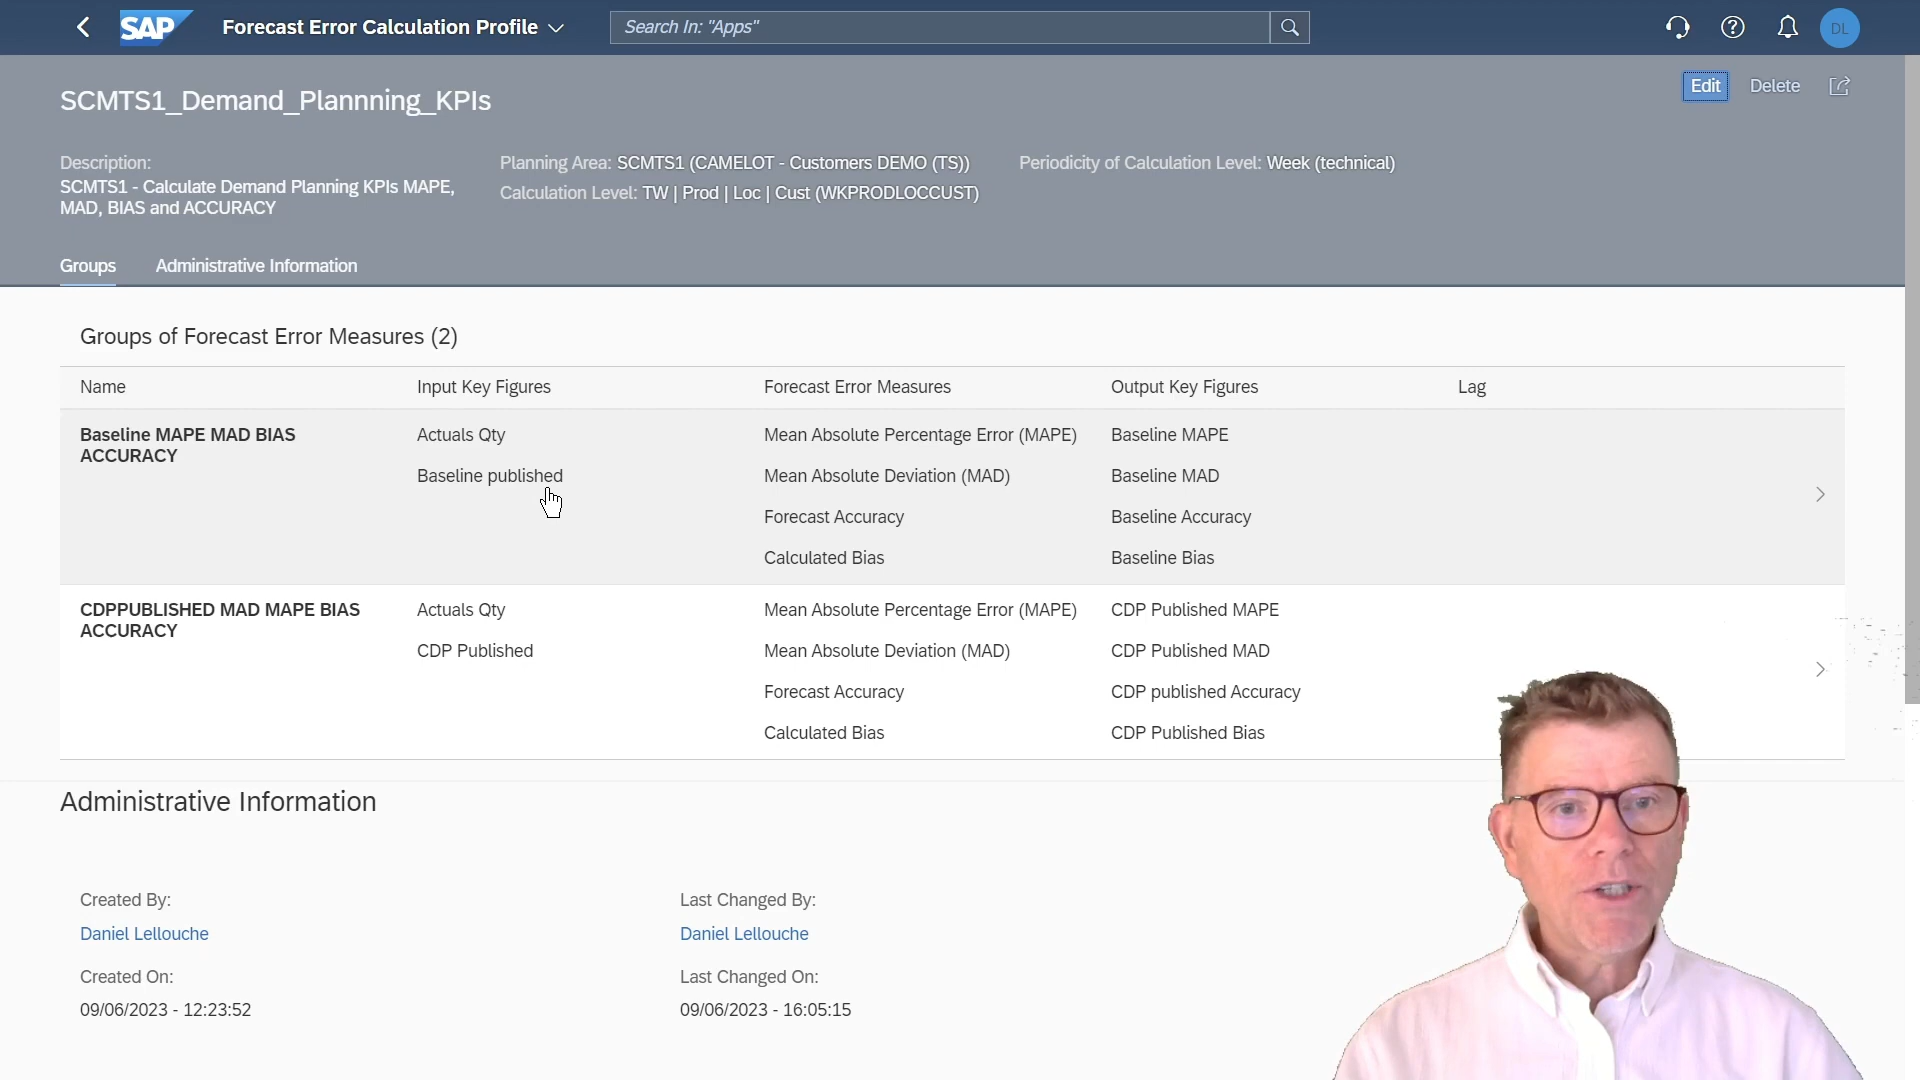 SAP
Forecast Error Calculation Profile
Search In: "Apps"
DL
SCMTS1_Demand_Plannning_KPIs
Edit
Delete
Description:
SCMTS1 - Calculate Demand Planning KPIs MAPE,
MAD, BIAS and ACCURACY
Planning Area: SCMTS1 (CAMELOT - Customers DEMO (TS))
Calculation Level: TW | Prod | Loc | Cust (WKPRODLOCCUST)
Periodicity of Calculation Level: Week (technical)
Groups
Administrative Information
Groups of Forecast Error Measures (2)
Name
Input Key Figures
Forecast Error Measures
Output Key Figures
Lag
Baseline MAPE MAD BIAS
ACCURACY
Actuals Qty
Baseline published
Mean Absolute Percentage Error (MAPE)
Mean Absolute Deviation (MAD)
Forecast Accuracy
Calculated Bias
Baseline MAPE
Baseline MAD
Baseline Accuracy
Baseline Bias
CDPPUBLISHED MAD MAPE BIAS
ACCURACY
Actuals Qty
CDP Published
Mean Absolute Percentage Error (MAPE)
Mean Absolute Deviation (MAD)
Forecast Accuracy
Calculated Bias
CDP Published MAPE
CDP Published MAD
CDP published Accuracy
CDP Published Bias
Administrative Information
Created By:
Daniel Lellouche
Created On:
09/06/2023 - 12:23:52
Last Changed By:
Daniel Lellouche
Last Changed On:
09/06/2023 - 16:05:15